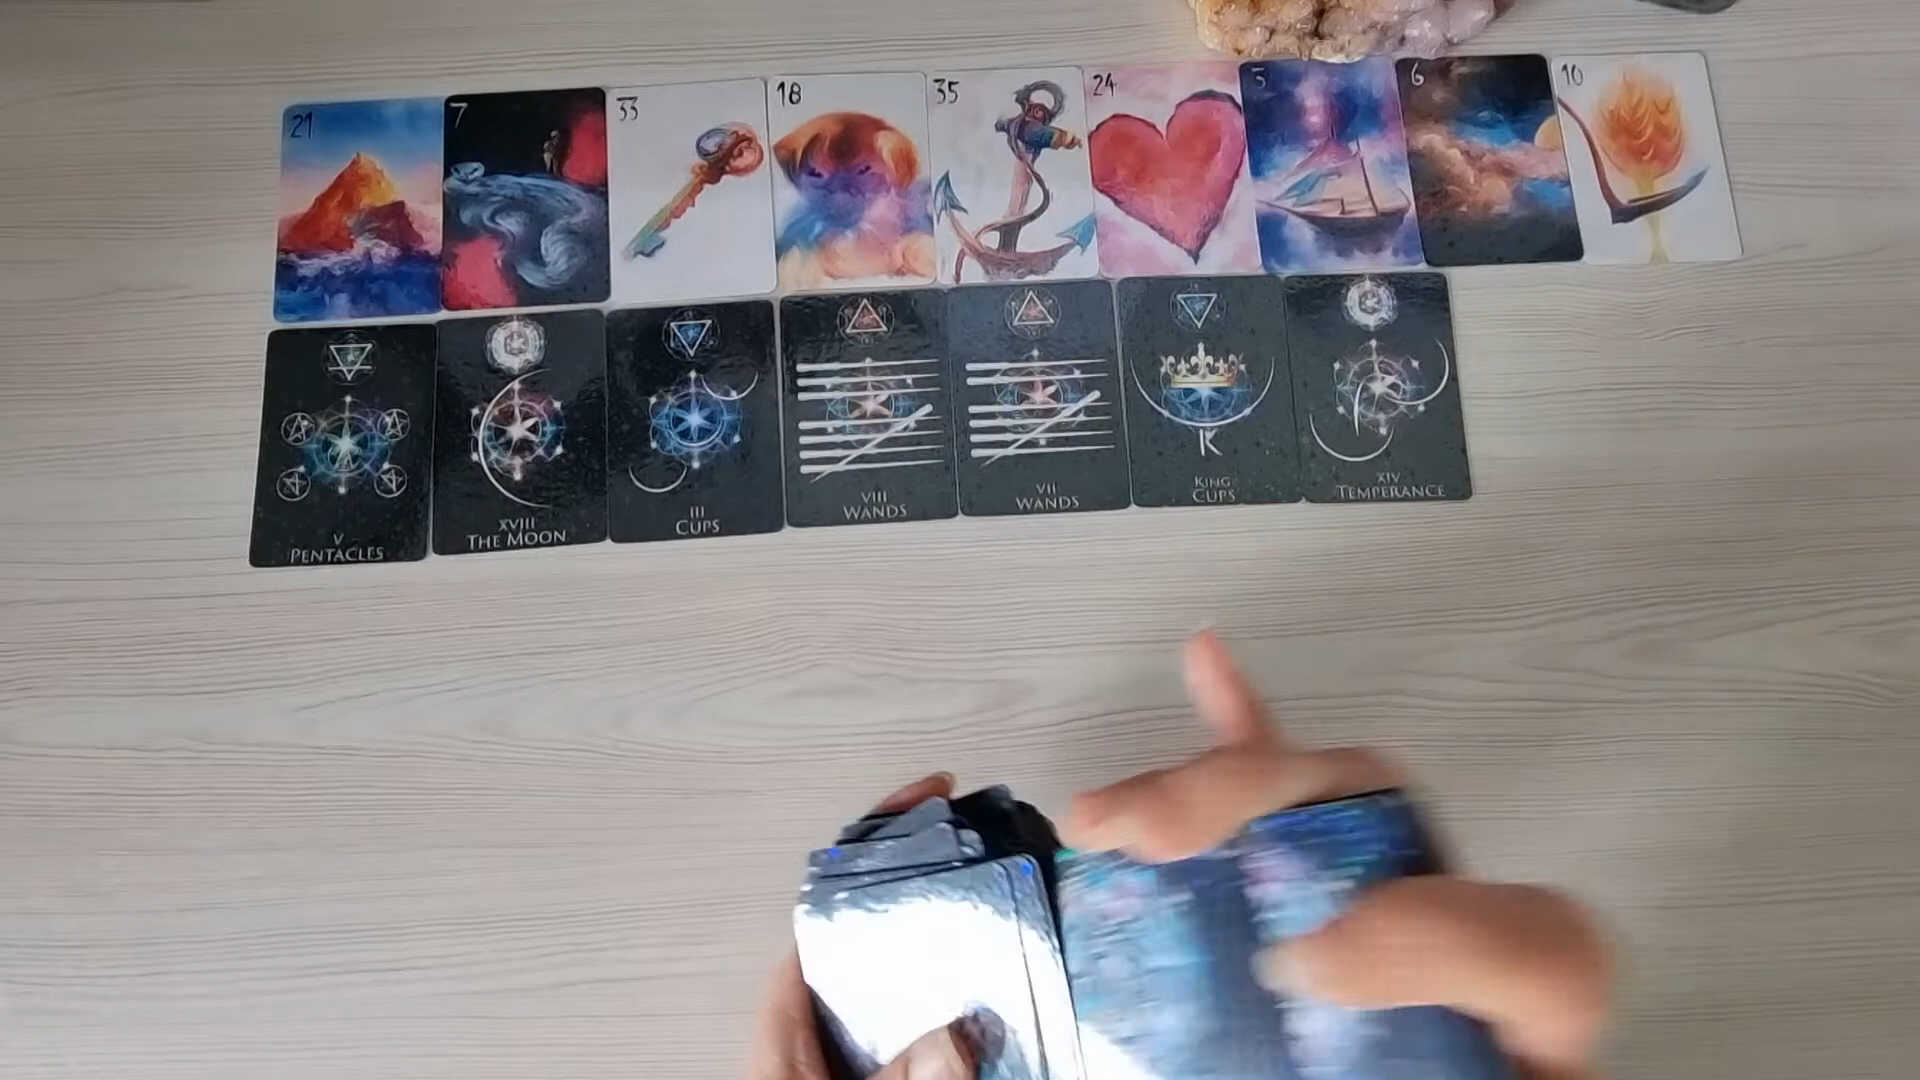 21
7
33
18
35
24
5
6
10
V
PENTACLES
XVIII
THE MOON
III
CUPS
VIII
WANDS
VII
WANDS
K
KING
CUPS
XIV
TEMPERANCE